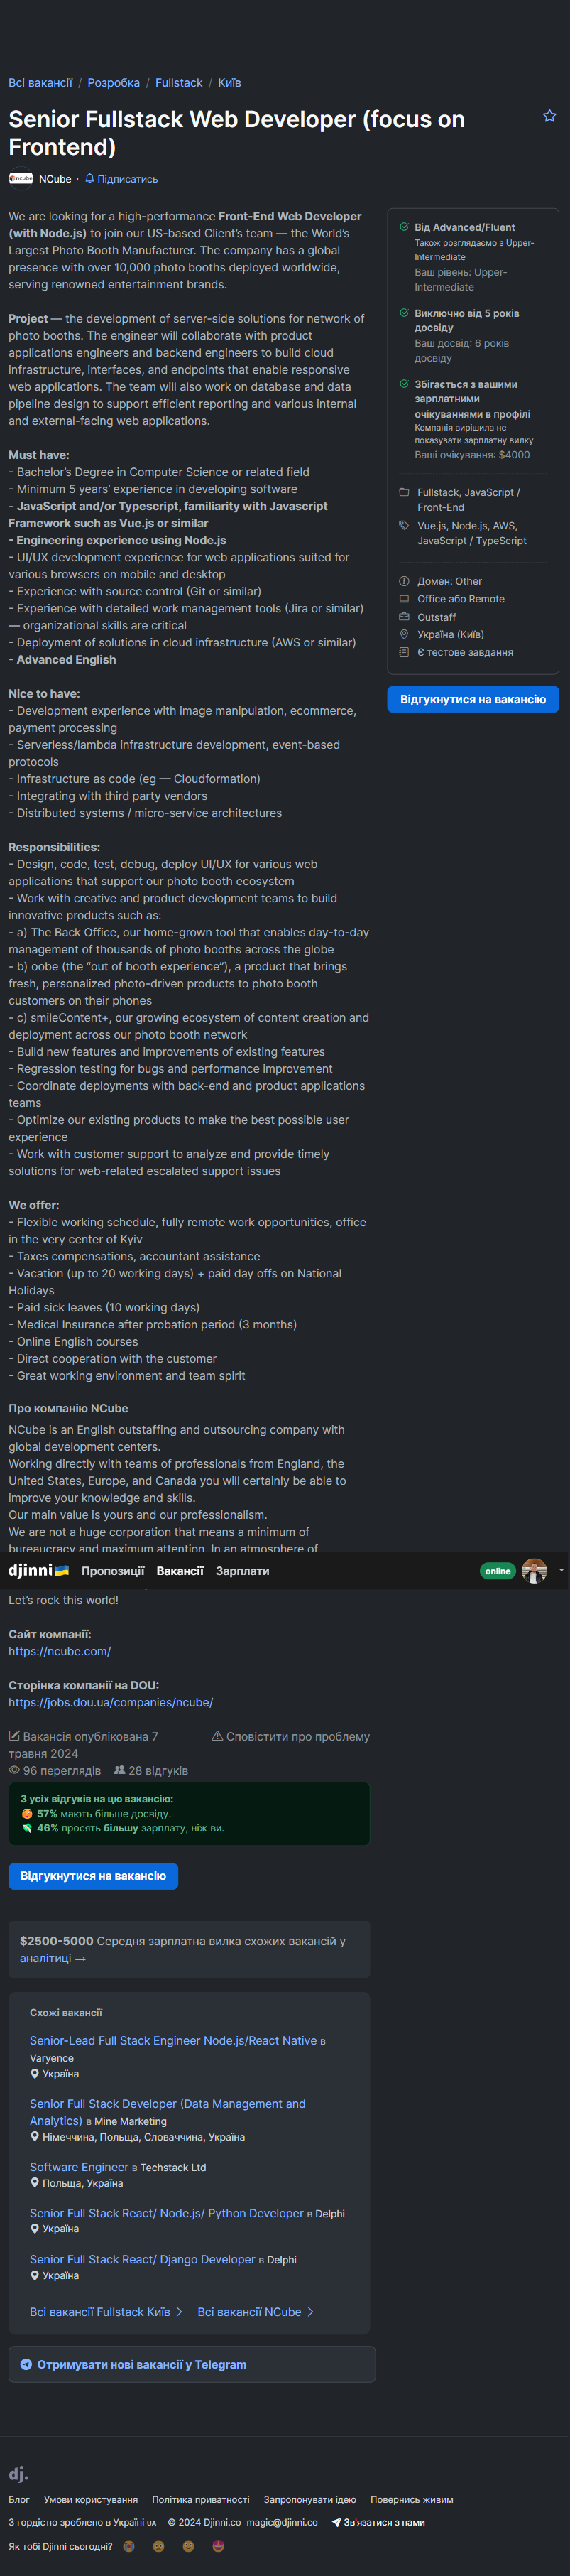 Всі вакансії / Розробка / Fullstack / Київ
Senior Fullstack Web Developer (focus on
Frontend)
NCube · Підписатись
We are looking for a high-performance Front-End Web Developer
(with Node.js) to join our US-based Client's team — the World's
Largest Photo Booth Manufacturer. The company has a global
presence with over 10,000 photo booths deployed worldwide,
serving renowned entertainment brands.
Project — the development of server-side solutions for network of
photo booths. The engineer will collaborate with product
applications engineers and backend engineers to build cloud
infrastructure, interfaces, and endpoints that enable responsive
web applications. The team will also work on database and data
pipeline design to support efficient reporting and various internal
and external-facing web applications.
Must have:
- Bachelor's Degree in Computer Science or related field
- Minimum 5 years' experience in developing software
- JavaScript and/or Typescript, familiarity with Javascript
Framework such as Vue.js or similar
- Engineering experience using Node.js
- UI/UX development experience for web applications suited for
various browsers on mobile and desktop
- Experience with source control (Git or similar)
- Experience with detailed work management tools (Jira or similar)
— organizational skills are critical
- Deployment of solutions in cloud infrastructure (AWS or similar)
- Advanced English
Nice to have:
- Development experience with image manipulation, ecommerce,
payment processing
- Serverless/lambda infrastructure development, event-based
protocols
- Infrastructure as code (eg — Cloudformation)
- Integrating with third party vendors
- Distributed systems / micro-service architectures
Responsibilities:
- Design, code, test, debug, deploy UI/UX for various web
applications that support our photo booth ecosystem
- Work with creative and product development teams to build
innovative products such as:
- a) The Back Office, our home-grown tool that enables day-to-day
management of thousands of photo booths across the globe
- b) oobe (the “out of booth experience”), a product that brings
fresh, personalized photo-driven products to photo booth
customers on their phones
- c) smileContent+, our growing ecosystem of content creation and
deployment across our photo booth network
- Build new features and improvements of existing features
- Regression testing for bugs and performance improvement
- Coordinate deployments with back-end and product applications
teams
- Optimize our existing products to make the best possible user
experience
- Work with customer support to analyze and provide timely
solutions for web-related escalated support issues
We offer:
- Flexible working schedule, fully remote work opportunities, office
in the very center of Kyiv
- Taxes compensations, accountant assistance
- Vacation (up to 20 working days) + paid day offs on National
Holidays
- Paid sick leaves (10 working days)
- Medical Insurance after probation period (3 months)
- Online English courses
- Direct cooperation with the customer
- Great working environment and team spirit
Про компанію NCube
NCube is an English outstaffing and outsourcing company with
global development centers.
Working directly with teams of professionals from England, the
United States, Europe, and Canada you will certainly be able to
improve your knowledge and skills.
Our main value is yours and our professionalism.
We are not a huge corporation that means a minimum of
bureaucracy and maximum attention. In an atmosphere of
djinni Пропозиції Вакансії Зарплати online
Let's rock this world!
Сайт компанії:
https://ncube.com/
Сторінка компанії на DOU:
https://jobs.dou.ua/companies/ncube/
Вакансія опублікована 7
травня 2024
Сповістити про проблему
96 переглядів 28 відгуків
З усіх відгуків на цю вакансію:
57% мають більше досвіду.
46% просять більшу зарплату, ніж ви.
Відгукнутися на вакансію
$2500-5000 Середня зарплатна вилка схожих вакансій у
аналітиці →
Схожі вакансії
Senior-Lead Full Stack Engineer Node.js/React Native в
Varyence
Україна
Senior Full Stack Developer (Data Management and
Analytics) в Mine Marketing
Німеччина, Польща, Словаччина, Україна
Software Engineer в Techstack Ltd
Польща, Україна
Senior Full Stack React/ Node.js/ Python Developer в Delphi
Україна
Senior Full Stack React/ Django Developer в Delphi
Україна
Всі вакансії Fullstack Київ Всі вакансії NCube
Отримувати нові вакансії у Telegram
Від Advanced/Fluent
Також розглядаємо з Upper-
Intermediate
Ваш рівень: Upper-
Intermediate
Виключно від 5 років
досвіду
Ваш досвід: 6 років
досвіду
Збігається з вашими
зарплатними
очікуваннями в профілі
Компанія вирішила не
показувати зарплатну вилку
Ваші очікування: $4000
Fullstack, JavaScript /
Front-End
Vue.js, Node.js, AWS,
JavaScript / TypeScript
Домен: Other
Office або Remote
Outstaff
Україна (Київ)
Є тестове завдання
Відгукнутися на вакансію
dj.
Блог Умови користування Політика приватності Запропонувати ідею Повернись живим
З гордістю зроблено в Україні UA © 2024 Djinni.co magic@djinni.co Зв'язатися з нами
Як тобі Djinni сьогодні?